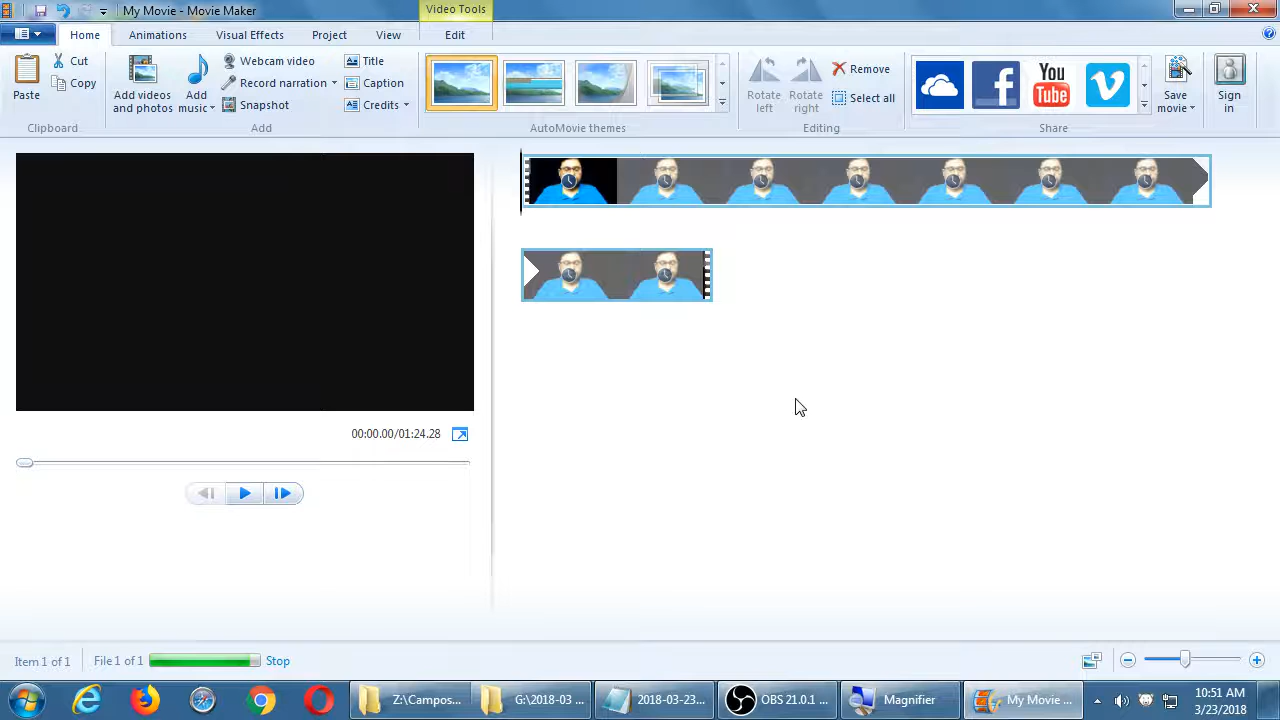 My Movie - Movie Maker
Video Tools
Home
Animations
Visual Effects
Project
View
Edit
Paste
Cut
Copy
Clipboard
Add videos
and photos
Add
music
Webcam video
Record narration
Snapshot
Title
Caption
Credits
Add
AutoMovie themes
Rotate
left
Rotate
right
Remove
Select all
Editing
You
Tube
Share
Save
movie
Sign
in
00:00.00/01:24.28
Item 1 of 1
File 1 of 1
Stop
Z:\Campos...
G:\2018-03 ...
2018-03-23...
OBS 21.0.1 ...
Magnifier
My Movie ...
10:51 AM
3/23/2018